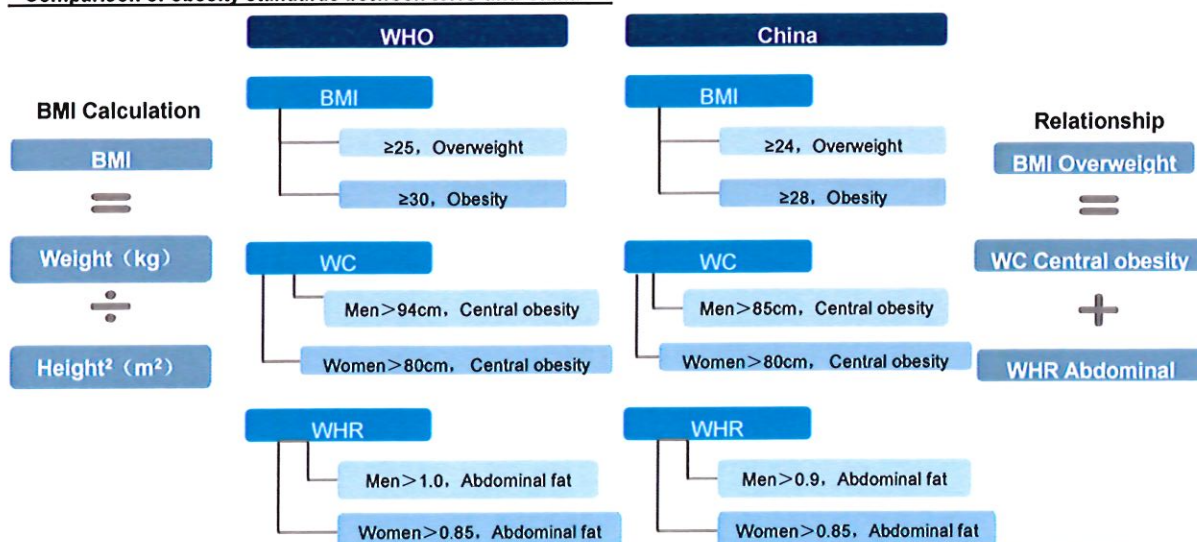 WHO
China
BMI Calculation
BMI
=
Weight（kg）
÷
Height²（m²）
BMI
≥25，Overweight
≥30，Obesity
WC
Men＞94cm，Central obesity
Women＞80cm，Central obesity
WHR
Men＞1.0，Abdominal fat
Women＞0.85，Abdominal fat
BMI
≥24，Overweight
≥28，Obesity
WC
Men＞85cm，Central obesity
Women＞80cm，Central obesity
WHR
Men＞0.9，Abdominal fat
Women＞0.85，Abdominal fat
Relationship
BMI Overweight
=
WC Central obesity
+
WHR Abdominal